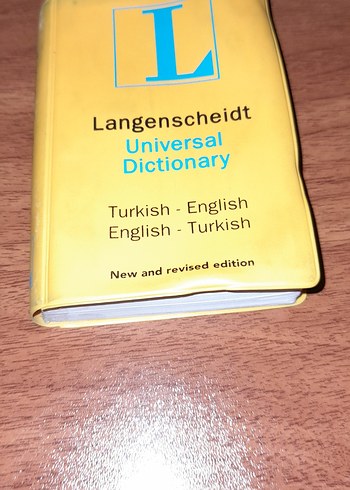 L
Langenscheidt
Universal
Dictionary
Turkish - English
English - Turkish
New and revised edition